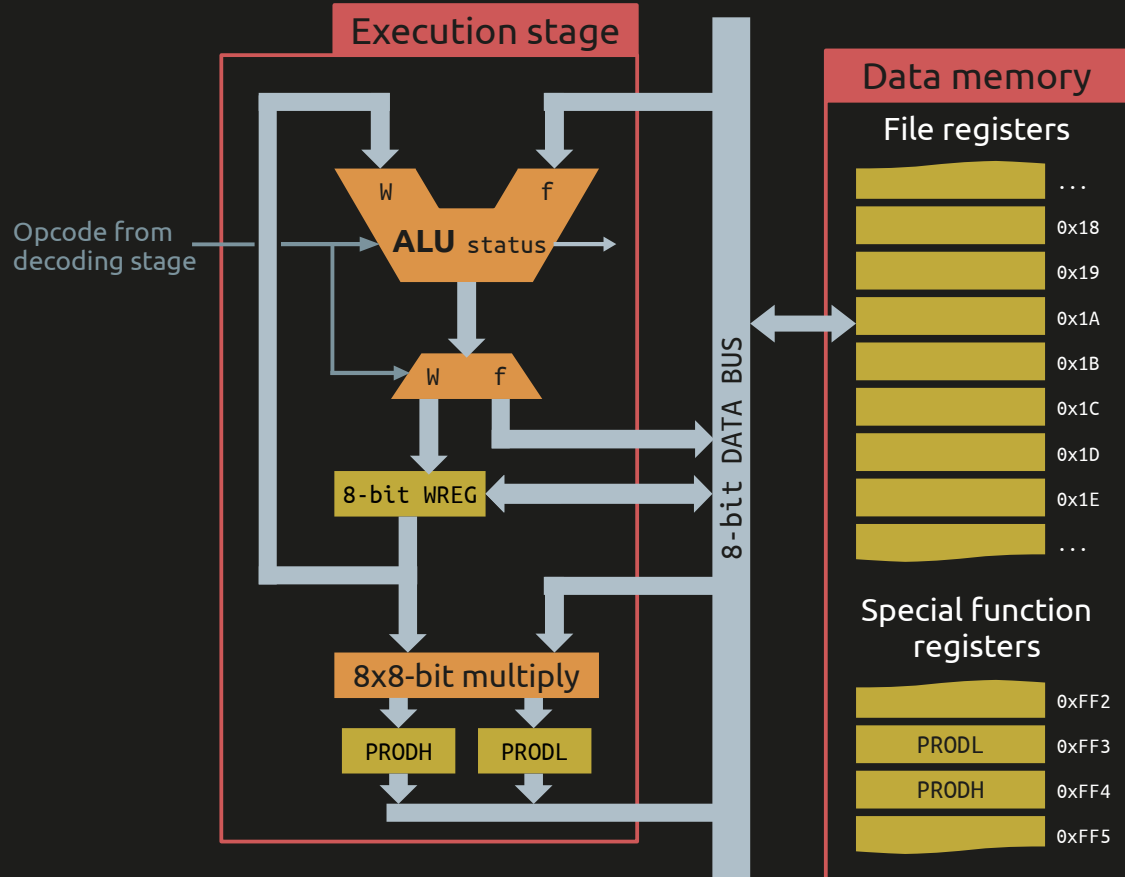 Execution stage
W
f
Opcode from
decoding stage
ALU status
W
f
8-bit WREG
8x8-bit multiply
PRODH
PRODL
8-bit DATA BUS
Data memory
File registers
...
0x18
0x19
0x1A
0x1B
0x1C
0x1D
0x1E
...
Special function
registers
0xFF2
PRODL 0xFF3
PRODH 0xFF4
0xFF5